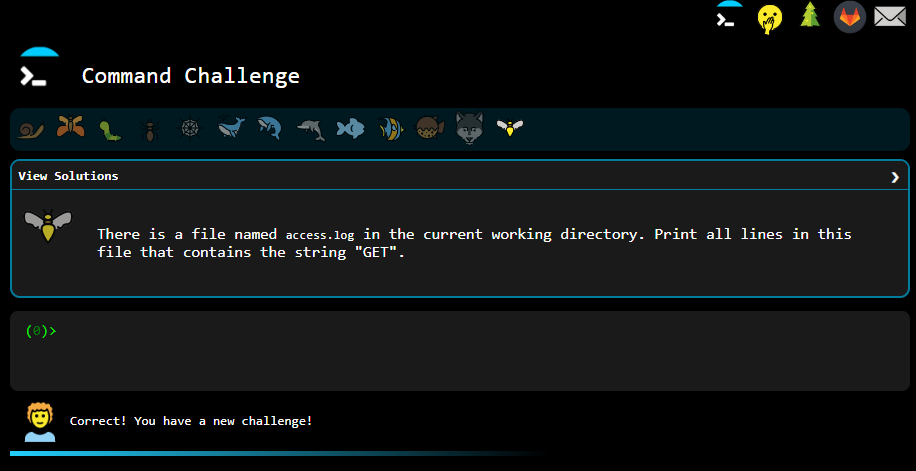 Command Challenge
View Solutions
There is a file named access.log in the current working directory. Print all lines in this
file that contains the string "GET".
(0)>
Correct! You have a new challenge!